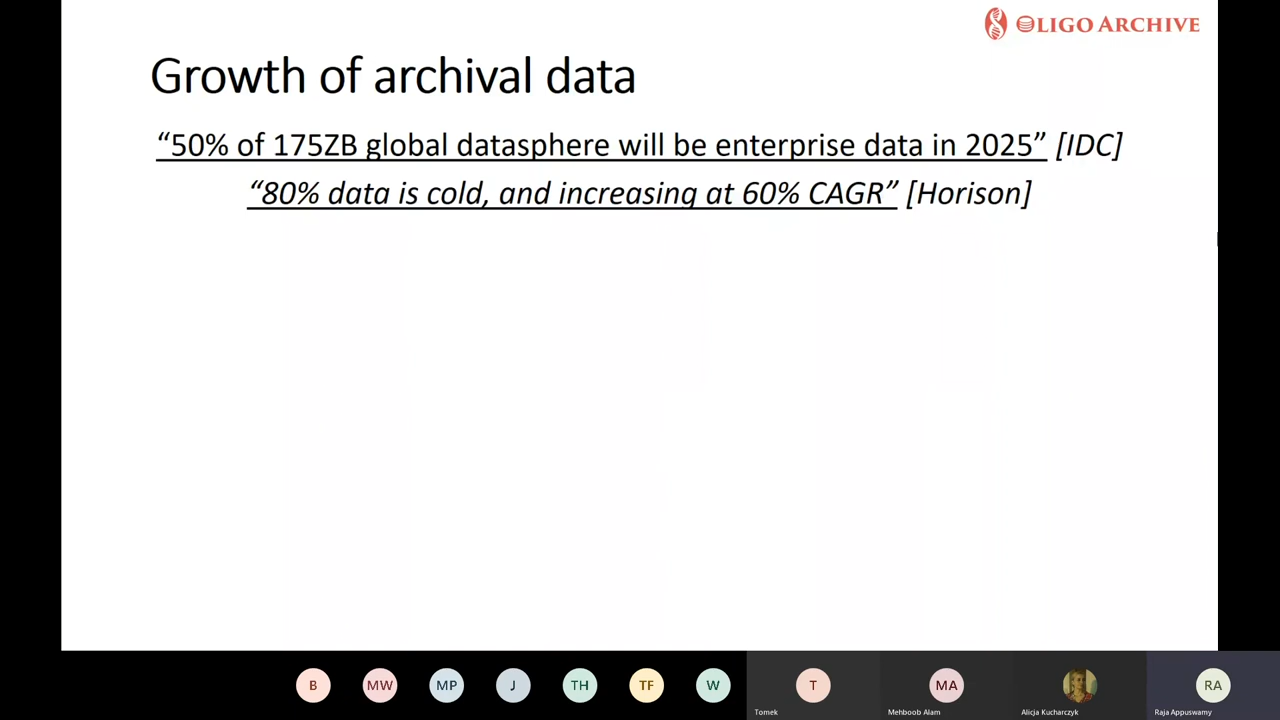 OLIGO ARCHIVE
Growth of archival data
“50% of 175ZB global datasphere will be enterprise data in 2025” [IDC]
“80% data is cold, and increasing at 60% CAGR” [Horison]
B MW MP J TH TF W T MA RA
Tomek Mehboob Alam Alicja Kucharczyk Raja Appuswamy